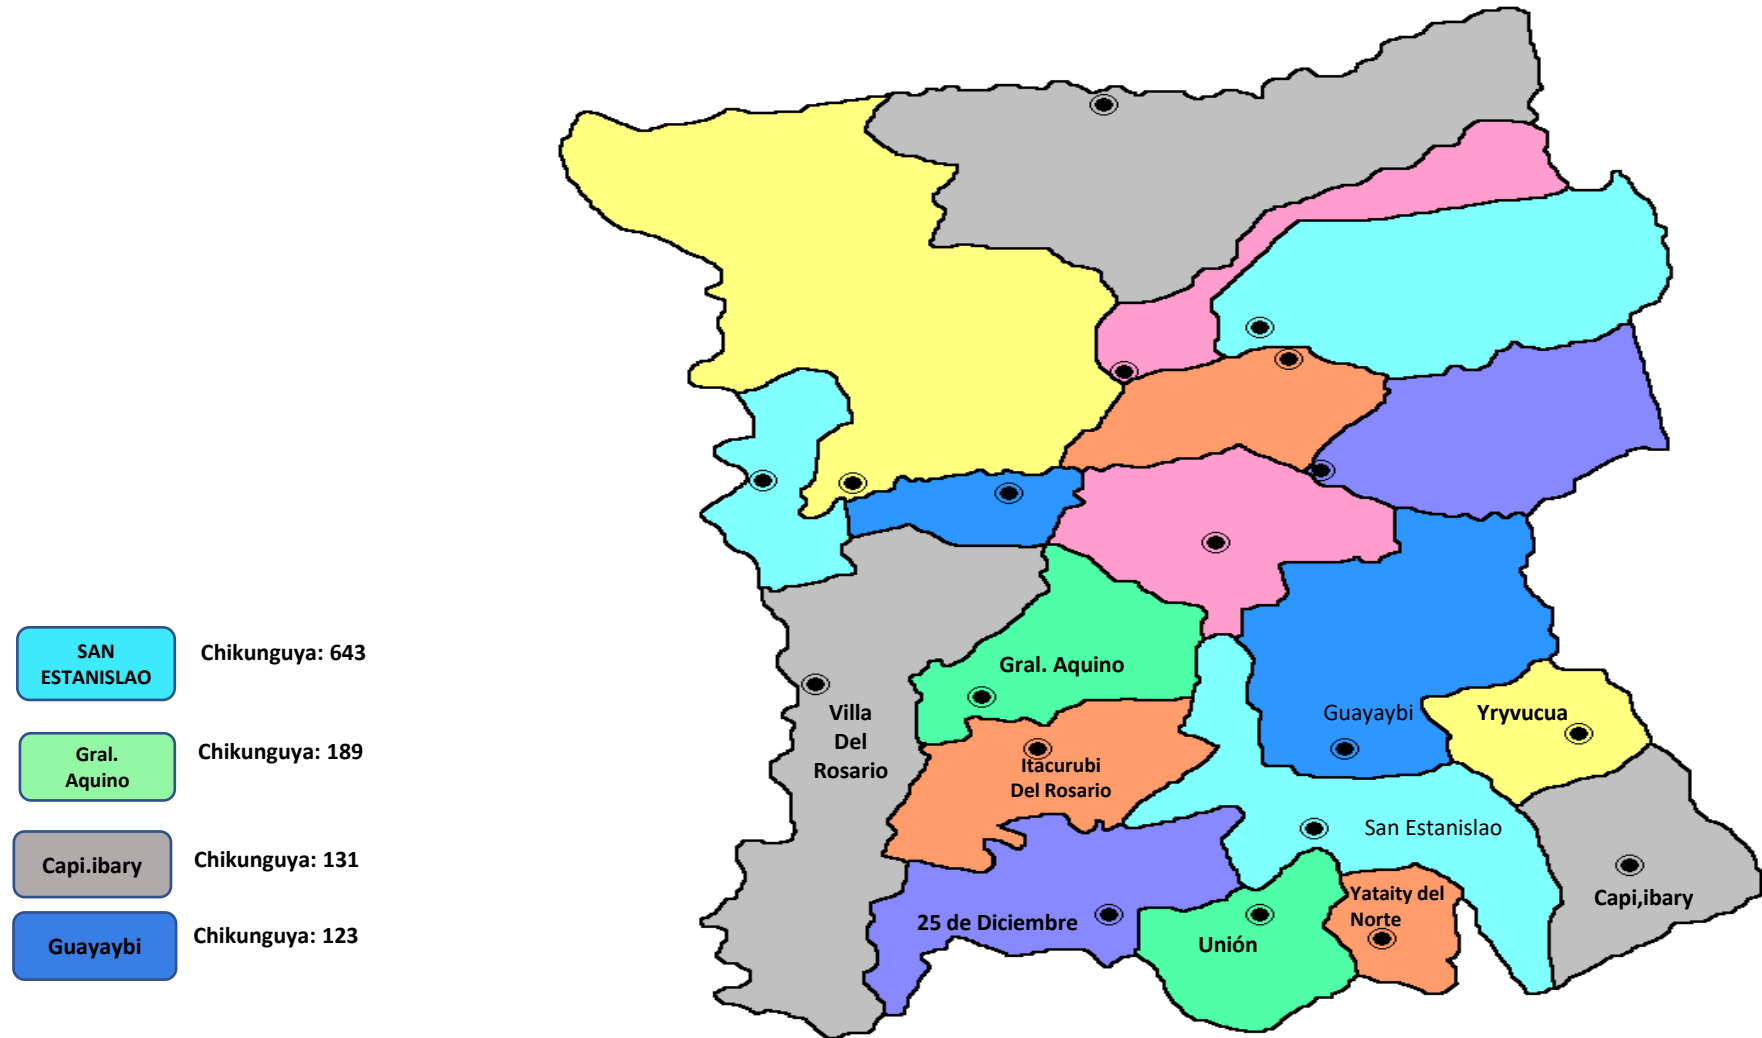 SAN
ESTANISLAO
Chikunguya: 643
Gral.
Aquino
Chikunguya: 189
Capi.ibary
Chikunguya: 131
Guayaybi
Chikunguya: 123
Gral. Aquino
Villa
Del
Rosario
Itacurubi
Del Rosario
Guayaybi
Yryvucua
San Estanislao
Capi,ibary
25 de Diciembre
Unión
Yataity del
Norte